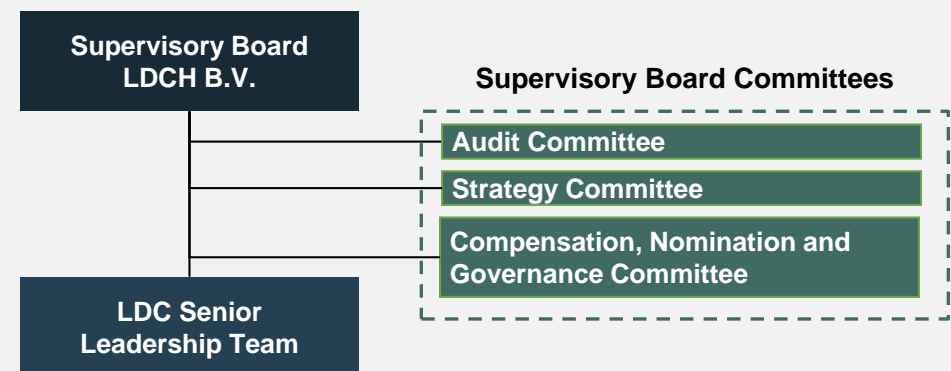 Supervisory Board
LDCH B.V.
Supervisory Board Committees
Audit Committee
Strategy Committee
Compensation, Nomination and
Governance Committee
LDC Senior
Leadership Team